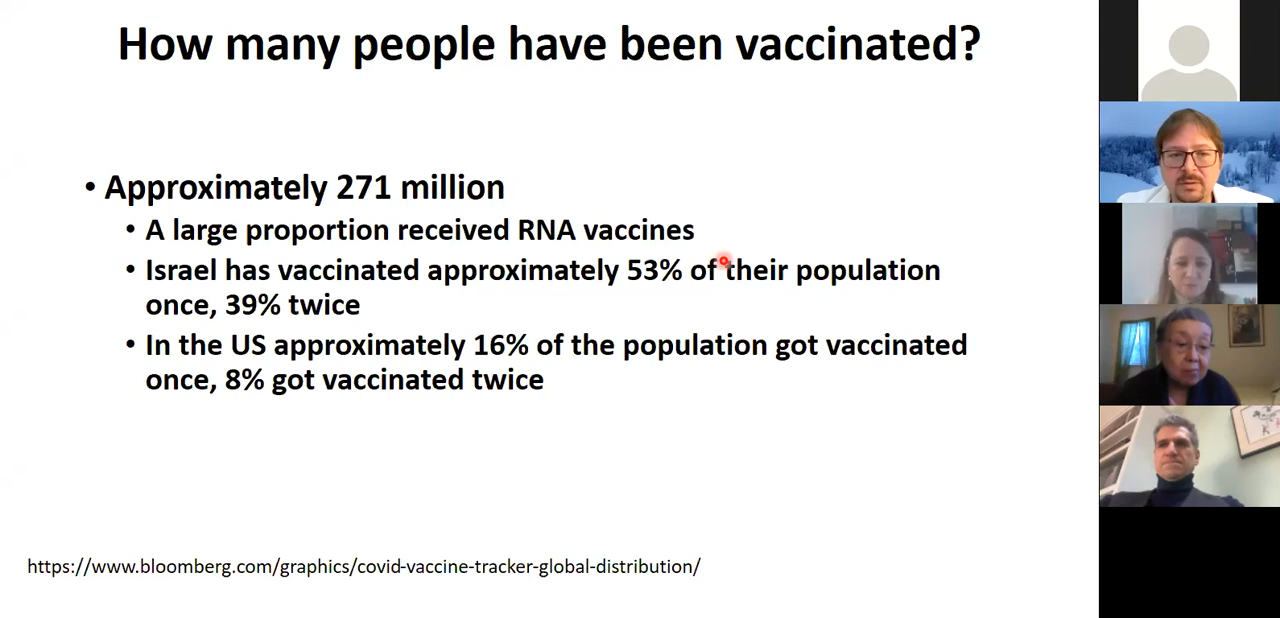 How many people have been vaccinated?
• Approximately 271 million
• A large proportion received RNA vaccines
• Israel has vaccinated approximately 53% of their population
once, 39% twice
• In the US approximately 16% of the population got vaccinated
once, 8% got vaccinated twice
https://www.bloomberg.com/graphics/covid-vaccine-tracker-global-distribution/